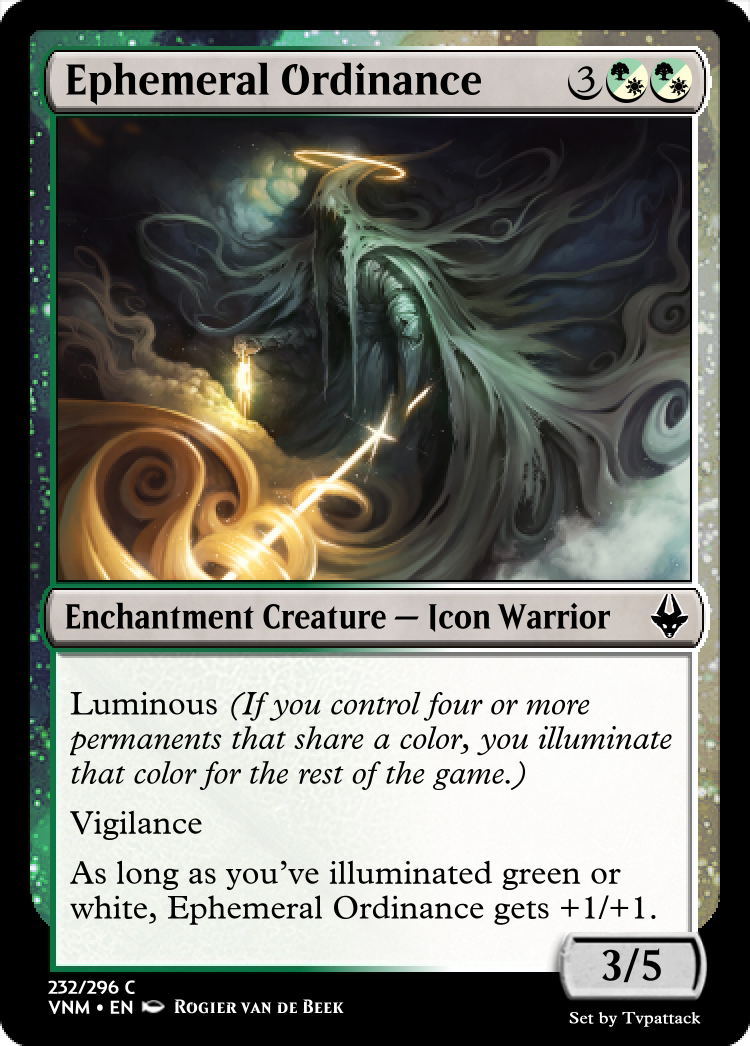 Ephemeral Ordinance 3
Enchantment Creature — Icon Warrior
Luminous (If you control four or more
permanents that share a color, you illuminate
that color for the rest of the game.)
Vigilance
As long as you've illuminated green or
white, Ephemeral Ordinance gets +1/+1.
3/5
232/296 C
VNM • EN Rogier van de Beek
Set by Tvpattack